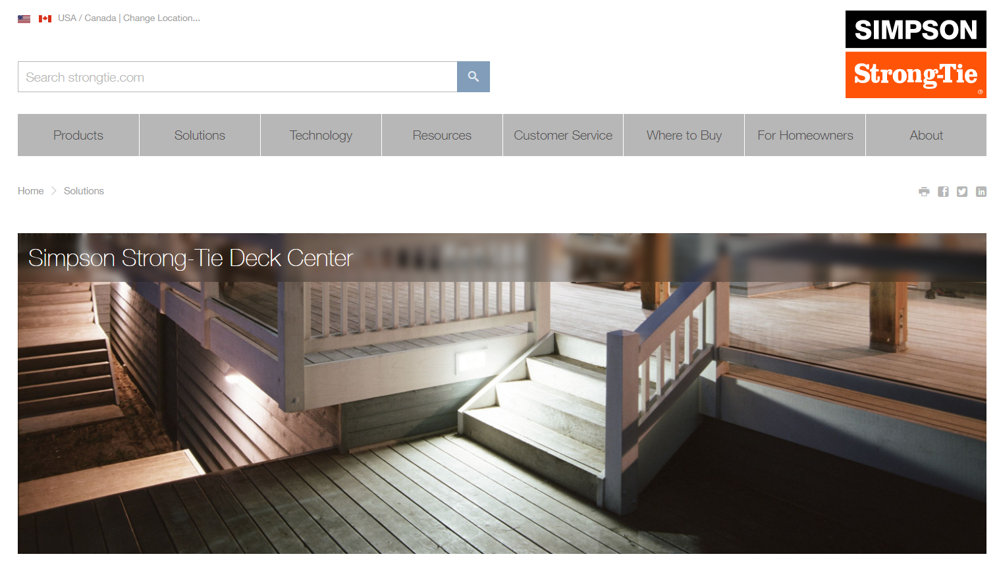 USA / Canada | Change Location...
SIMPSON
Strong-Tie
®
Search strongtie.com
Products
Solutions
Technology
Resources
Customer Service
Where to Buy
For Homeowners
About
Home
Solutions
Simpson Strong-Tie Deck Center